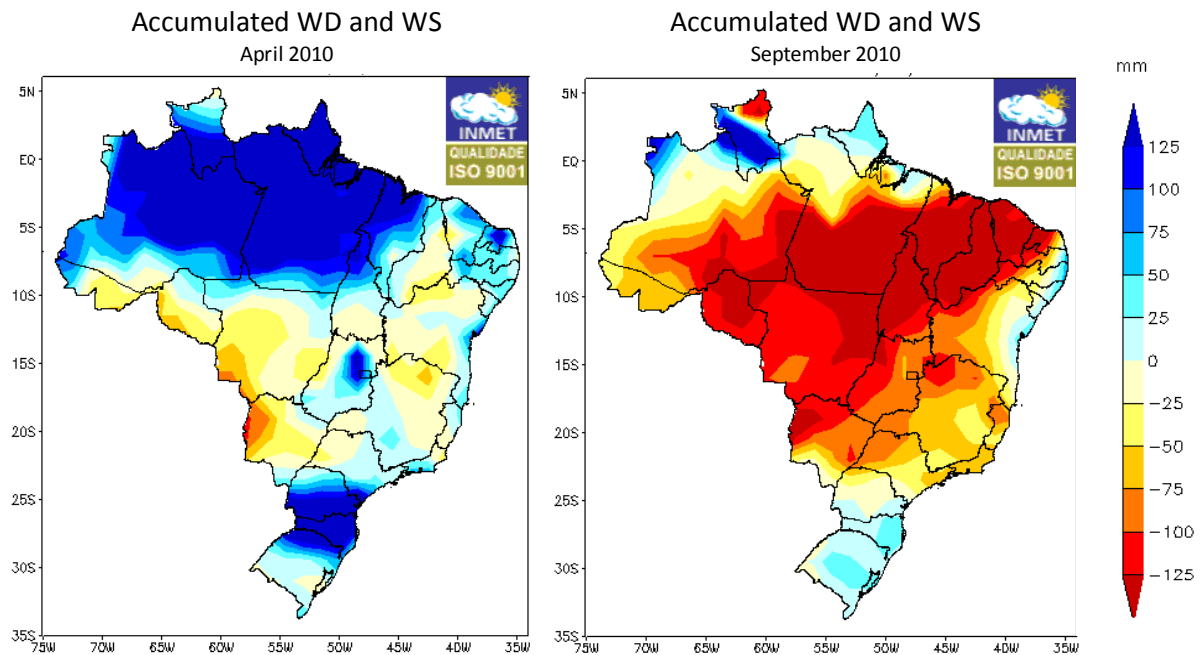 Accumulated WD and WS
April 2010
INMET
QUALIDADE
ISO 9001
5N
EQ
5S
10S
15S
20S
25S
30S
35S
75W 70W 65W 60W 55W 50W 45W 40W 35W
Accumulated WD and WS
September 2010
INMET
QUALIDADE
ISO 9001
5N
EQ
5S
10S
15S
20S
25S
30S
35S
75W 70W 65W 60W 55W 50W 45W 40W 35W
mm
125
100
75
50
25
0
−25
−50
−75
−100
−125